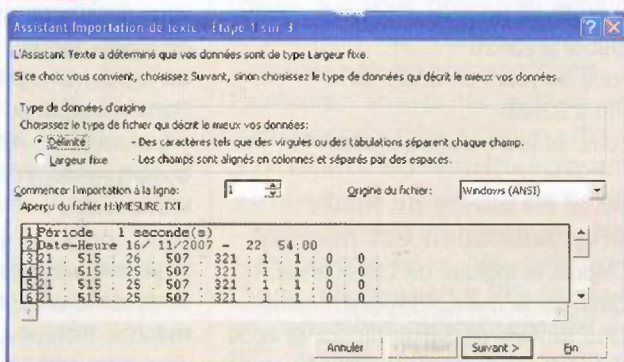 Assistant Importation de texte - Étape 1 sur 3
L'Assistant Texte a déterminé que vos données sont de type Largeur fixe.
Si ce choix vous convient, choisissez Suivant, sinon choisissez le type de données qui décrit le mieux vos données.
Type de données d'origine
Choisissez le type de fichier qui décrit le mieux vos données:
Délimité - Des caractères tels que des virgules ou des tabulations séparent chaque champ.
Largeur fixe - Les champs sont alignés en colonnes et séparés par des espaces.
Commencer l'importation à la ligne: 1 Origine du fichier: Windows (ANSI)
Aperçu du fichier H:\MESURE.TXT.
1 Période 1 seconde(s)
2 Date-Heure 16/ 11/2007 - 22 54:00
3 21 . 515 : 26 507 . 321 . 1 . 1 . 0 . 0 .
4 21 . 515 : 25 507 : 321 . 1 . 1 : 0 . 0 .
5 21 . 515 : 25 507 : 321 . 1 . 1 : 0 . 0 .
6 21 . 515 : 25 507 : 321 . 1 . 1 : 0 . 0 .
Annuler Suivant > Fin